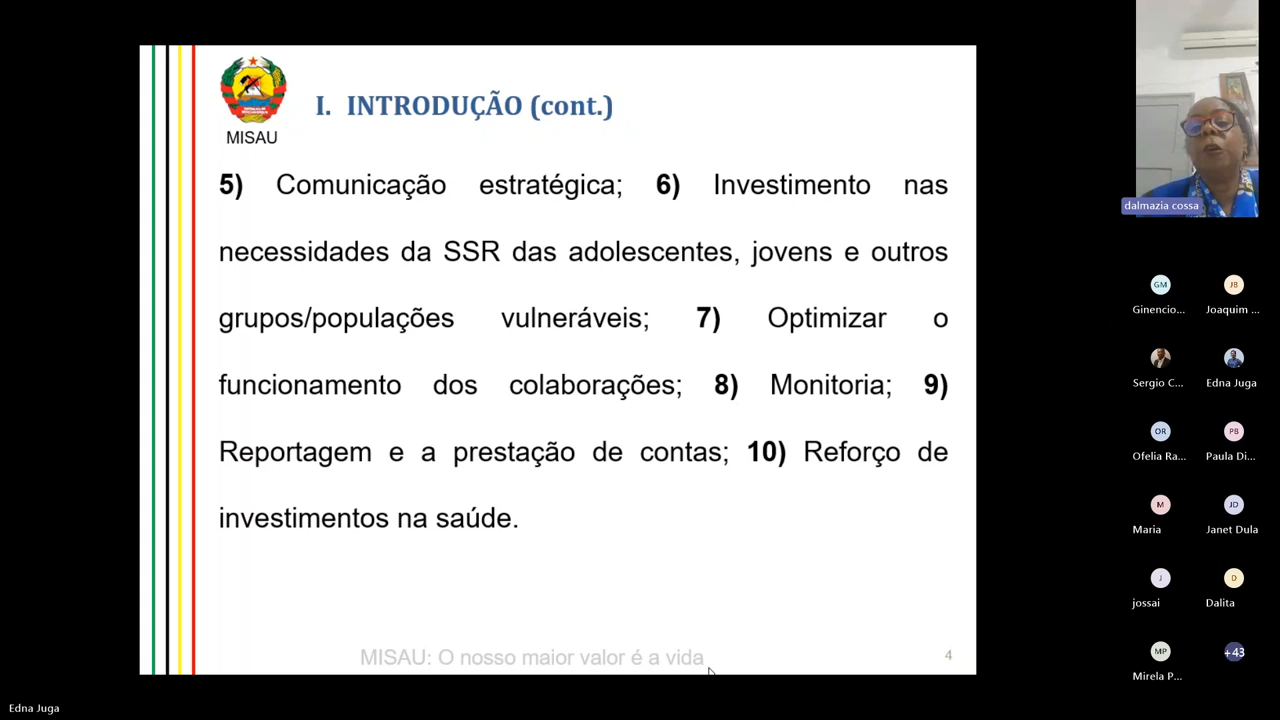 I. INTRODUÇÃO (cont.)
MISAU
5) Comunicação estratégica; 6) Investimento nas
necessidades da SSR das adolescentes, jovens e outros
grupos/populações vulneráveis; 7) Optimizar o
funcionamento dos colaborações; 8) Monitoria; 9)
Reportagem e a prestação de contas; 10) Reforço de
investimentos na saúde.
MISAU: O nosso maior valor é a vida
4
dalmazia cossa
GM
JB
Ginencio...
Joaquim ...
Sergio C...
Edna Juga
OR
PB
Ofelia Ra...
Paula Di...
M
JD
Maria
Janet Dula
J
D
jossai
Dalita
MP
+43
Mirela P...
Edna Juga